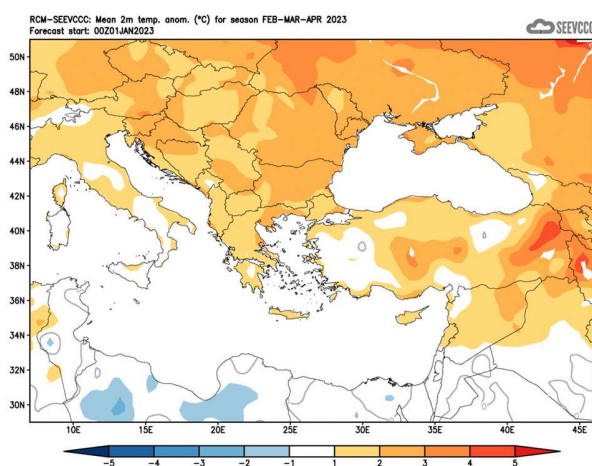 RCM-SEEVCCC: Mean 2m temp. anom. (°C) for season FEB-MAR-APR 2023
Forecast start: 00Z01JAN2023
SEEVCCC
50N
48N
46N
44N
42N
40N
38N
36N
34N
32N
30N
10E 15E 20E 25E 30E 35E 40E 45E
-5 -4 -3 -2 -1 1 2 3 4 5